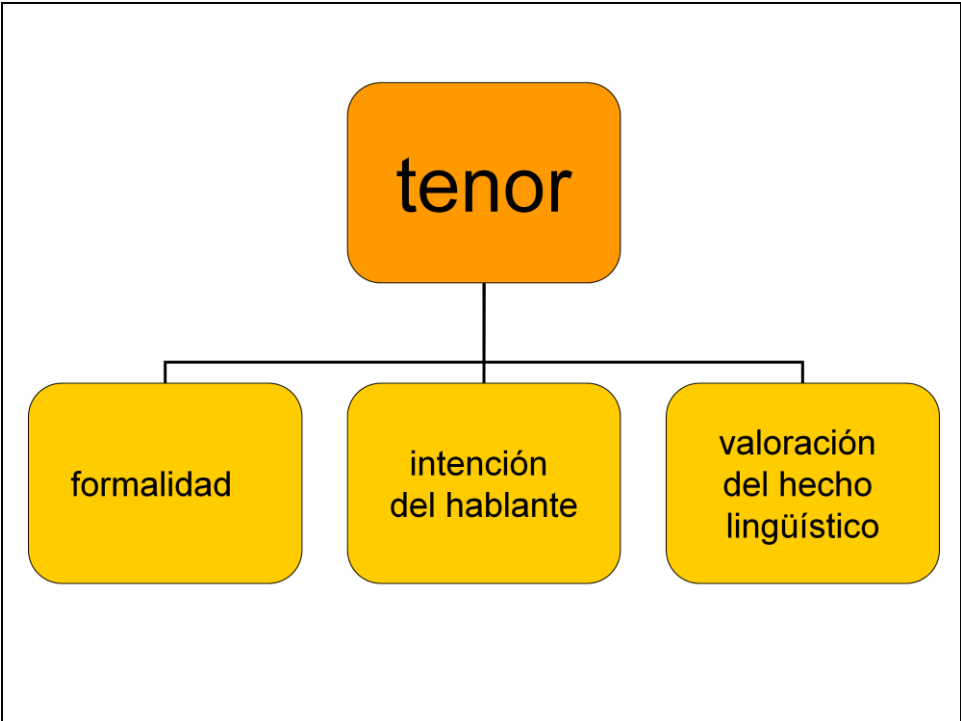 tenor
formalidad
intención
del hablante
valoración
del hecho
lingüístico